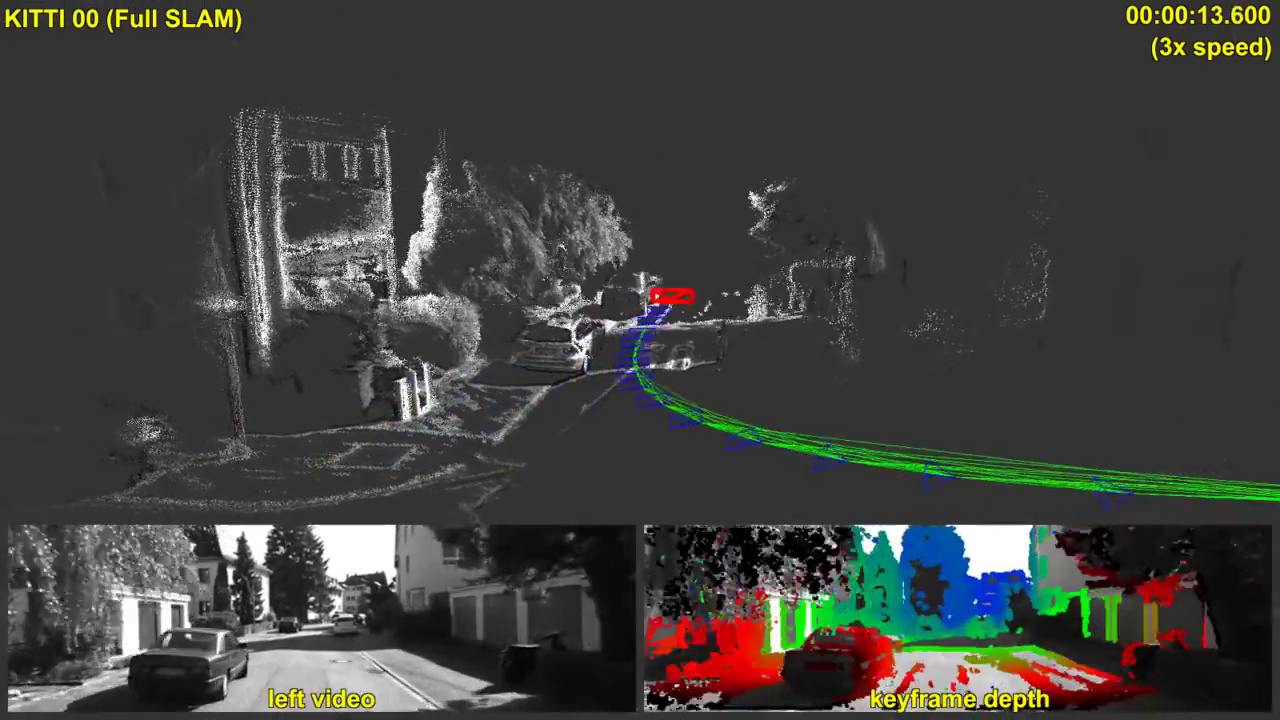 KITTI 00 (Full SLAM)
00:00:13.600
(3x speed)
left video
keyframe depth